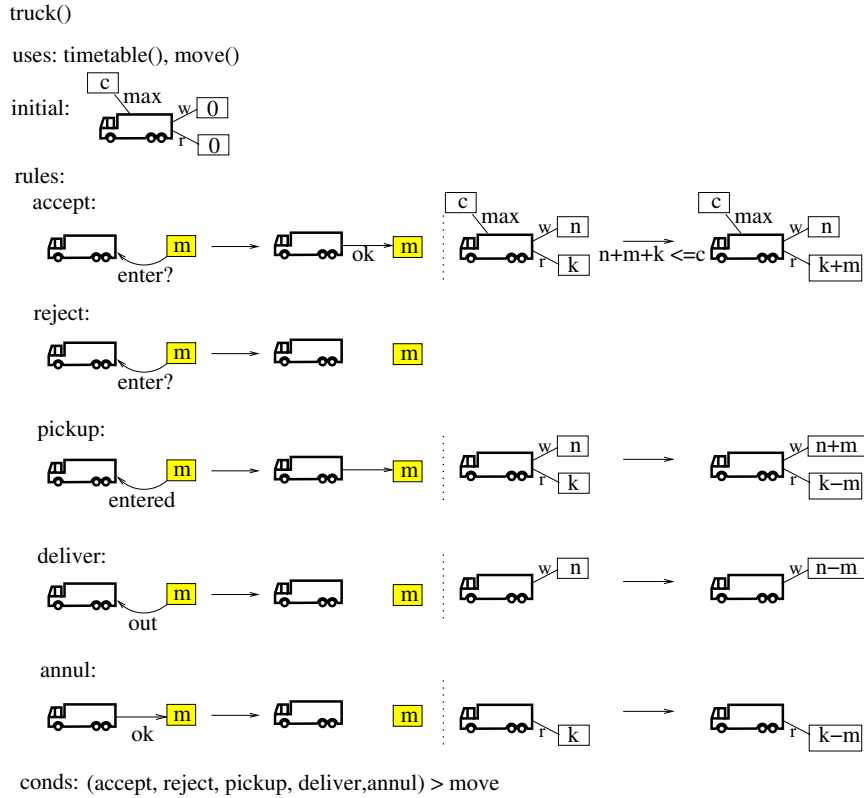 truck()
uses: timetable(), move()
c
max
initial:
w
0
r
0
rules:
accept:
m
enter?
ok
m
c
max
w
n
r
k
n+m+k <=c
c
max
w
n
r
k+m
reject:
m
enter?
m
pickup:
m
entered
m
w
n
r
k
w
n+m
r
k−m
deliver:
m
out
m
w
n
w
n−m
annul:
m
ok
m
r
k
r
k−m
conds: (accept, reject, pickup, deliver,annul) > move